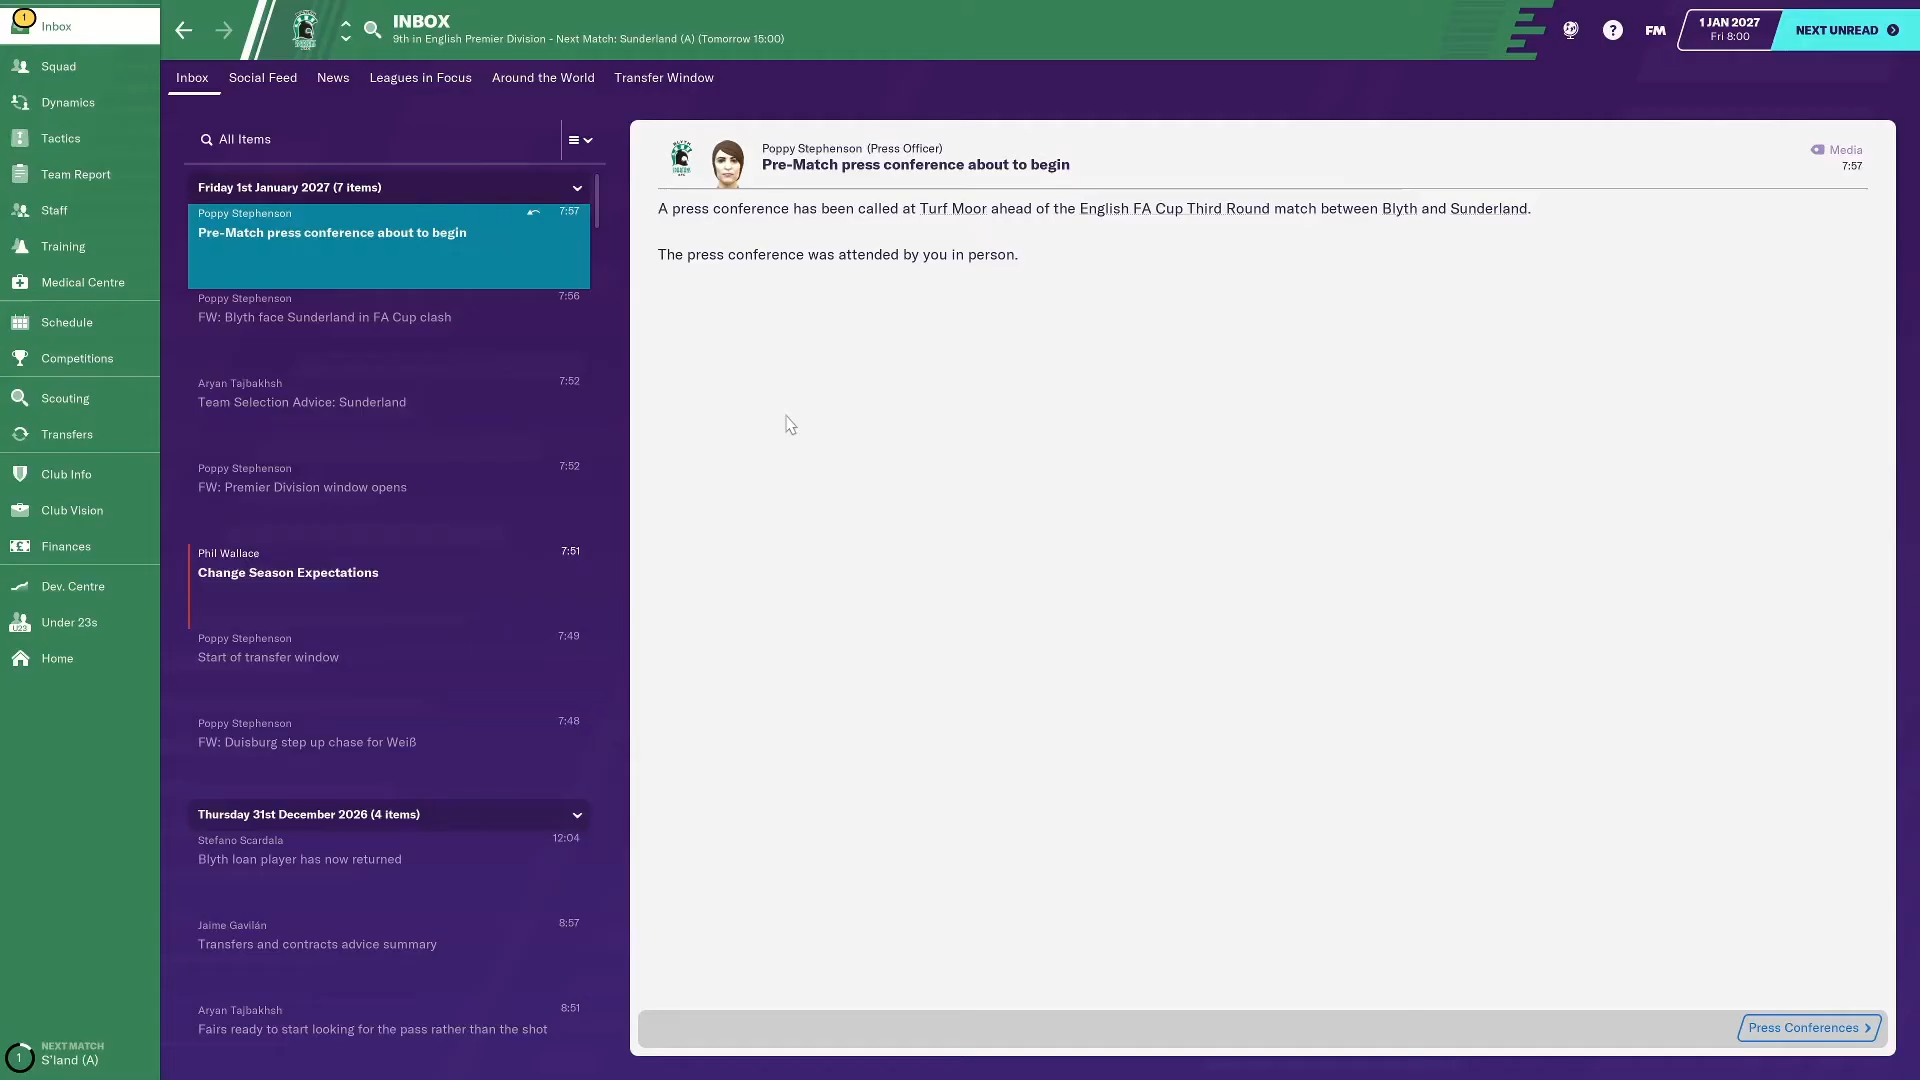 1
Inbox
Squad
Dynamics
Tactics
Team Report
Staff
Training
Medical Centre
Schedule
Competitions
Scouting
Transfers
Club Info
Club Vision
Finances
Dev. Centre
U23
Under 23s
Home
1
NEXT MATCH
S'land (A)
INBOX
9th in English Premier Division - Next Match: Sunderland (A) (Tomorrow 15:00)
?
FM
1 JAN 2027
Fri 8:00
NEXT UNREAD
Inbox Social Feed News Leagues in Focus Around the World Transfer Window
All Items
Friday 1st January 2027 (7 items)
Poppy Stephenson 7:57
Pre-Match press conference about to begin
Poppy Stephenson 7:56
FW: Blyth face Sunderland in FA Cup clash
Aryan Tajbakhsh 7:52
Team Selection Advice: Sunderland
Poppy Stephenson 7:52
FW: Premier Division window opens
Phil Wallace 7:51
Change Season Expectations
Poppy Stephenson 7:49
Start of transfer window
Poppy Stephenson 7:48
FW: Duisburg step up chase for Weiß
Thursday 31st December 2026 (4 items)
Stefano Scardala 12:04
Blyth loan player has now returned
Jaime Gavilán 8:57
Transfers and contracts advice summary
Aryan Tajbakhsh 8:51
Fairs ready to start looking for the pass rather than the shot
Poppy Stephenson (Press Officer)
Pre-Match press conference about to begin
Media
7:57
A press conference has been called at Turf Moor ahead of the English FA Cup Third Round match between Blyth and Sunderland.
The press conference was attended by you in person.
Press Conferences